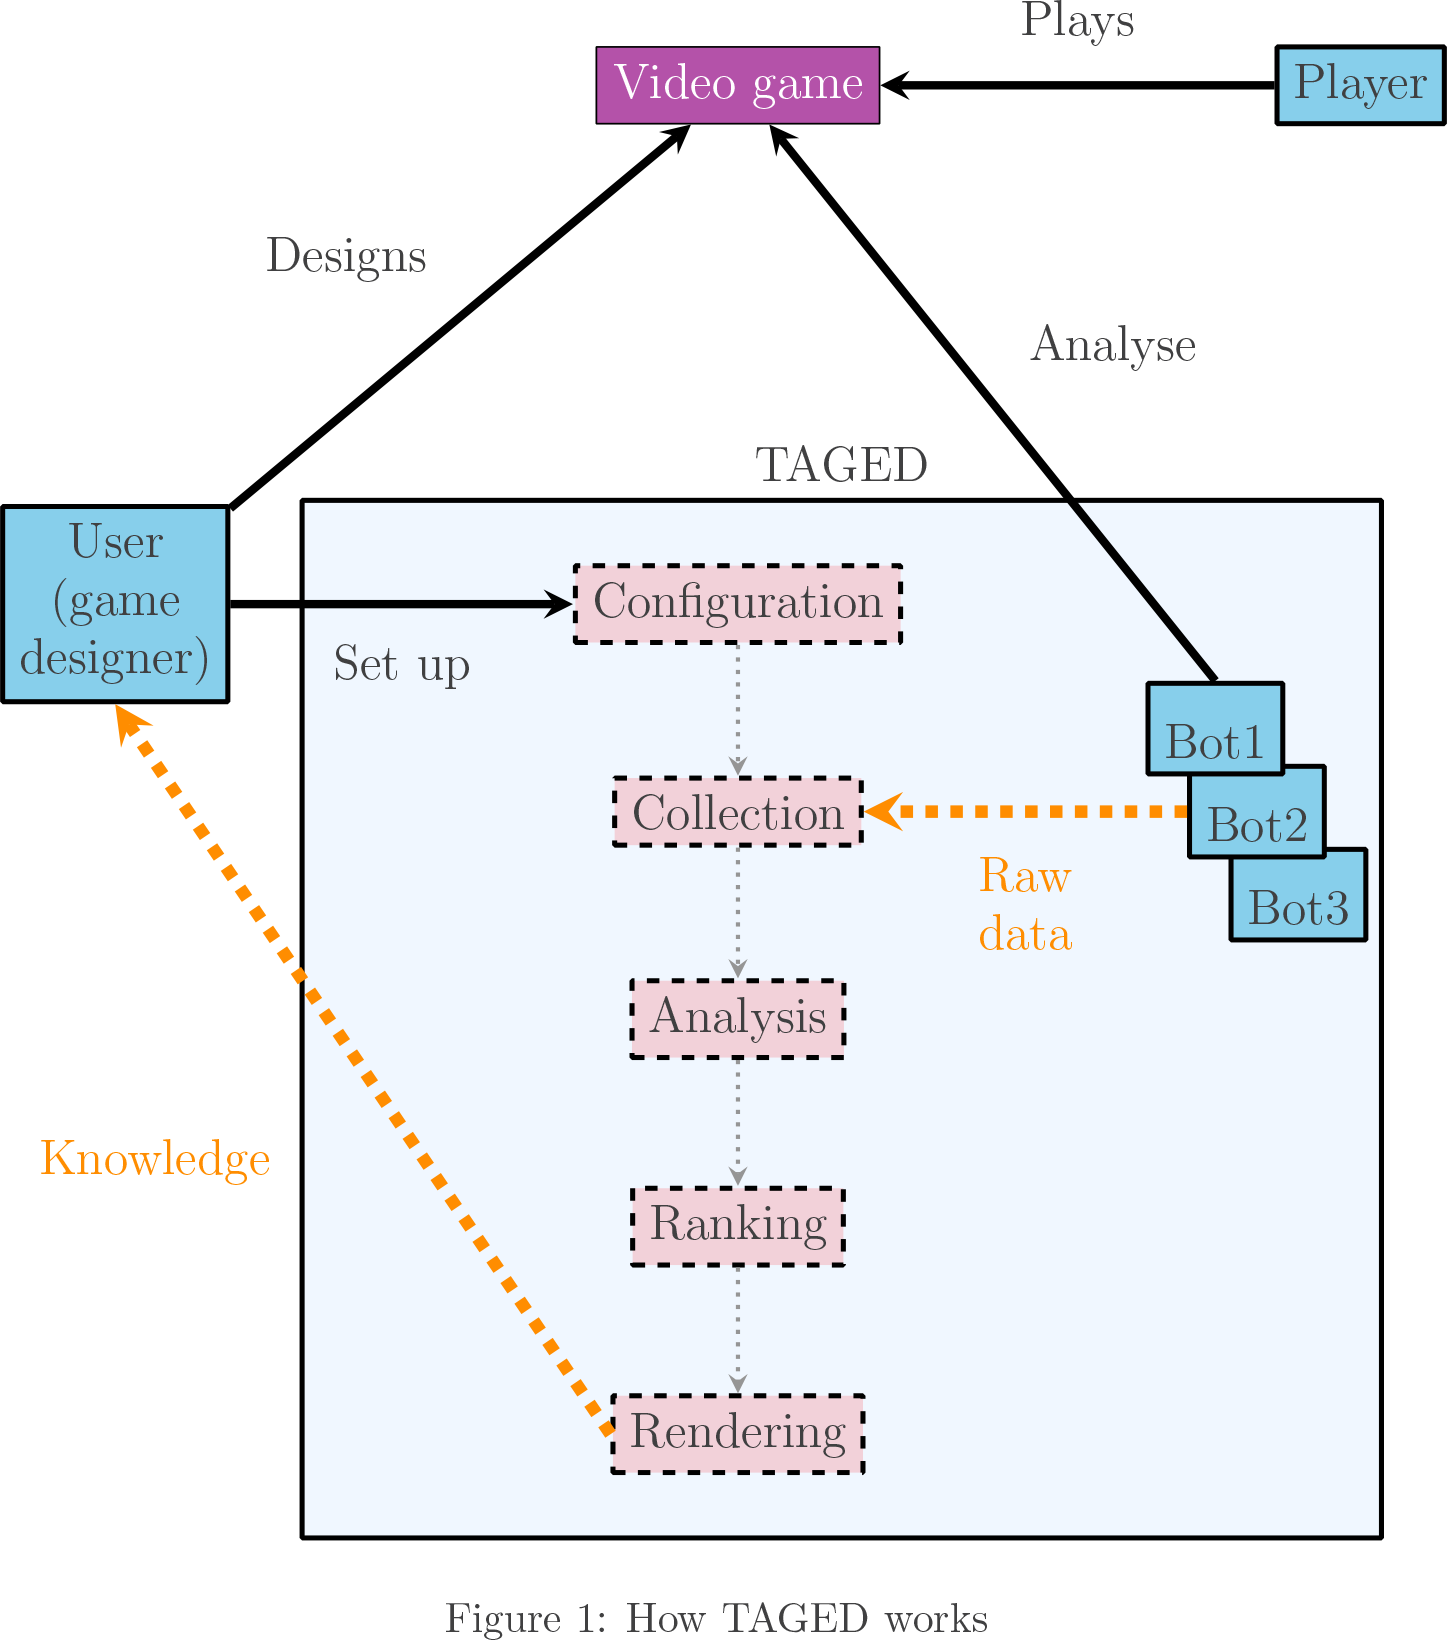 Plays
Video game
Player
Designs
Analyse
TAGED
User
(game
designer)
Configuration
Set up
Bot1
Collection
Bot2
Raw
data
Bot3
Analysis
Knowledge
Ranking
Rendering
Figure 1: How TAGED works